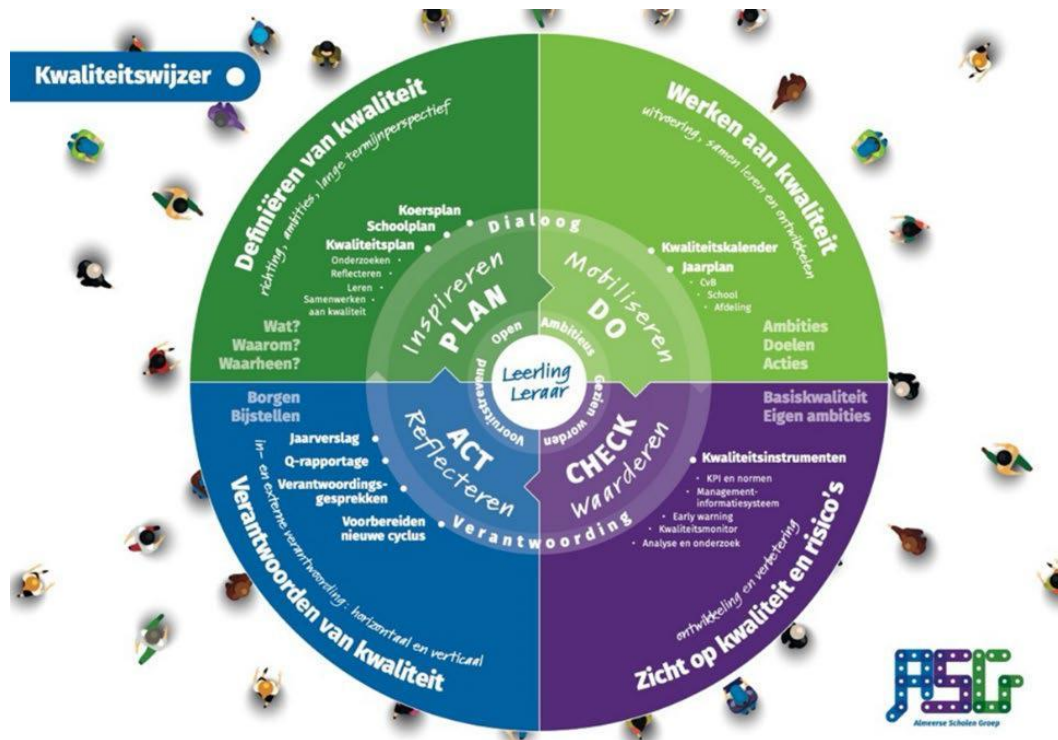 Kwaliteitswijzer
Definiëren van kwaliteit
richting, ambities, lange termijnperspectief
Koersplan
Schoolplan
Kwaliteitsplan
Onderzoeken
Reflecteren
Leren
Samenwerken
aan kwaliteit
Wat?
Waarom?
Waarheen?
Inspireren
PLAN
Werken aan kwaliteit
uitvoering, samen leren en ontwikkelen
Dialoog
Kwaliteitskalender
Jaarplan
CvB
School
Afdeling
Ambities
Doelen
Acties
Mobiliseren
DO
Open
Ambitieus
Gezien worden
Vooruitstrevend
Leerling
Leraar
Basiskwaliteit
Eigen ambities
CHECK
Waarderen
Kwaliteitsinstrumenten
KPI en normen
Management-
informatiesysteem
Early warning
Kwaliteitsmonitor
Analyse en onderzoek
ontwikkeling en verbetering
Zicht op kwaliteit en risico's
Borgen
Bijstellen
ACT
Reflecteren
Jaarverslag
Q-rapportage
Verantwoordings-
gesprekken
Voorbereiden
nieuwe cyclus
Verantwoording
in- en externe verantwoording: horizontaal en verticaal
Verantwoorden van kwaliteit
ASG
Almeerse Scholen Groep